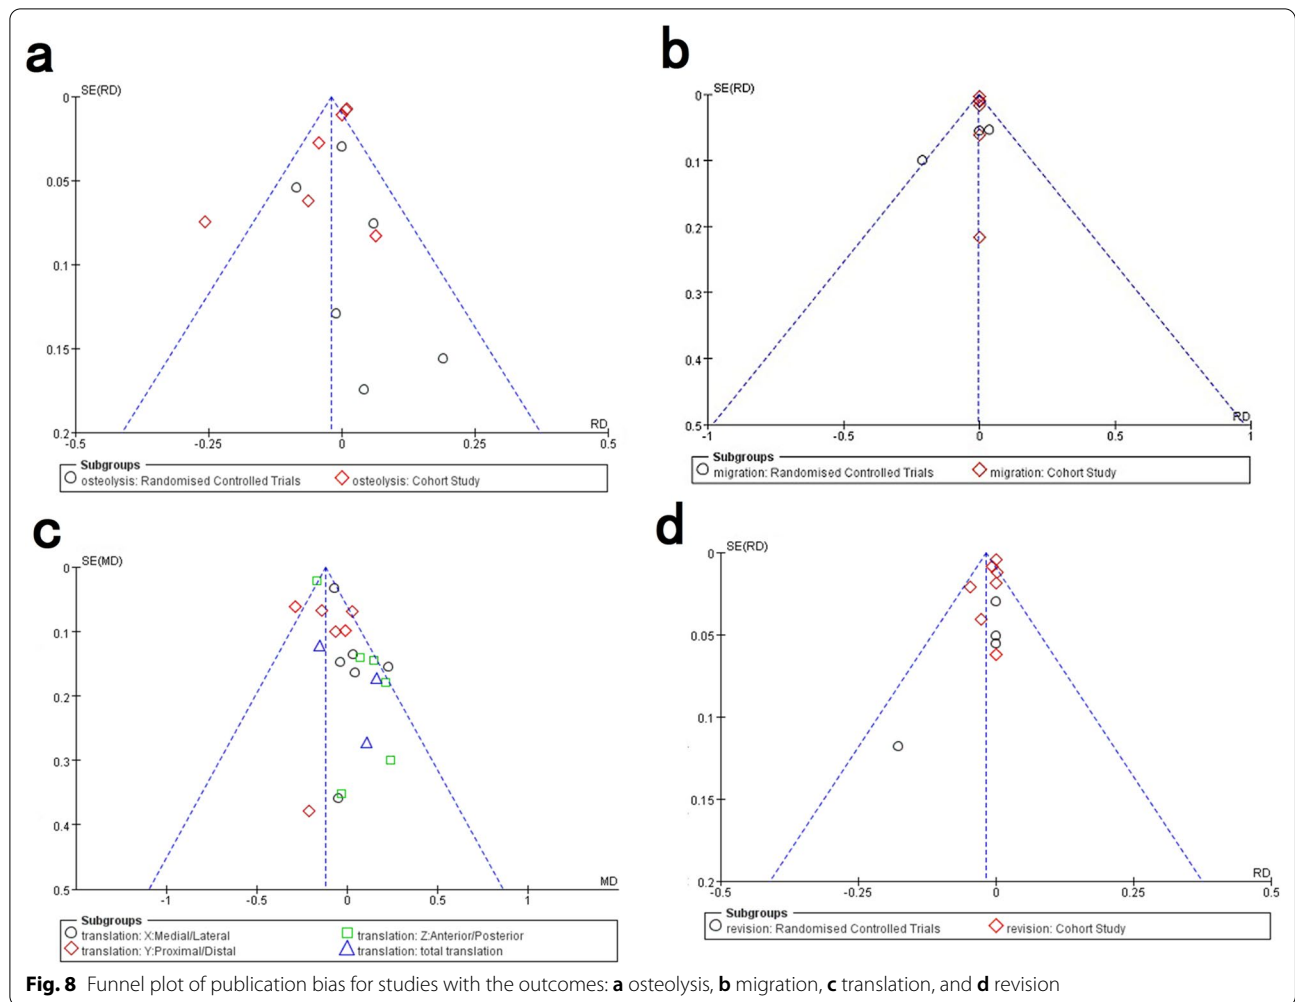 a
SE(RD)
0
0.05
0.1
0.15
0.2
-0.5
-0.25
0
0.25
0.5
RD
Subgroups
osteolysis: Randomised Controlled Trials
osteolysis: Cohort Study
b
SE(RD)
0
0.1
0.2
0.3
0.4
0.5
-1
-0.5
0
0.5
1
RD
Subgroups
migration: Randomised Controlled Trials
migration: Cohort Study
c
SE(MD)
0
0.1
0.2
0.3
0.4
0.5
-1
-0.5
0
0.5
1
MD
Subgroups
translation: X:Medial/Lateral
translation: Z:Anterior/Posterior
translation: Y:Proximal/Distal
translation: total translation
d
SE(RD)
0
0.05
0.1
0.15
0.2
-0.5
-0.25
0
0.25
0.5
RD
Subgroups
revision: Randomised Controlled Trials
revision: Cohort Study
Fig. 8 Funnel plot of publication bias for studies with the outcomes: a osteolysis, b migration, c translation, and d revision